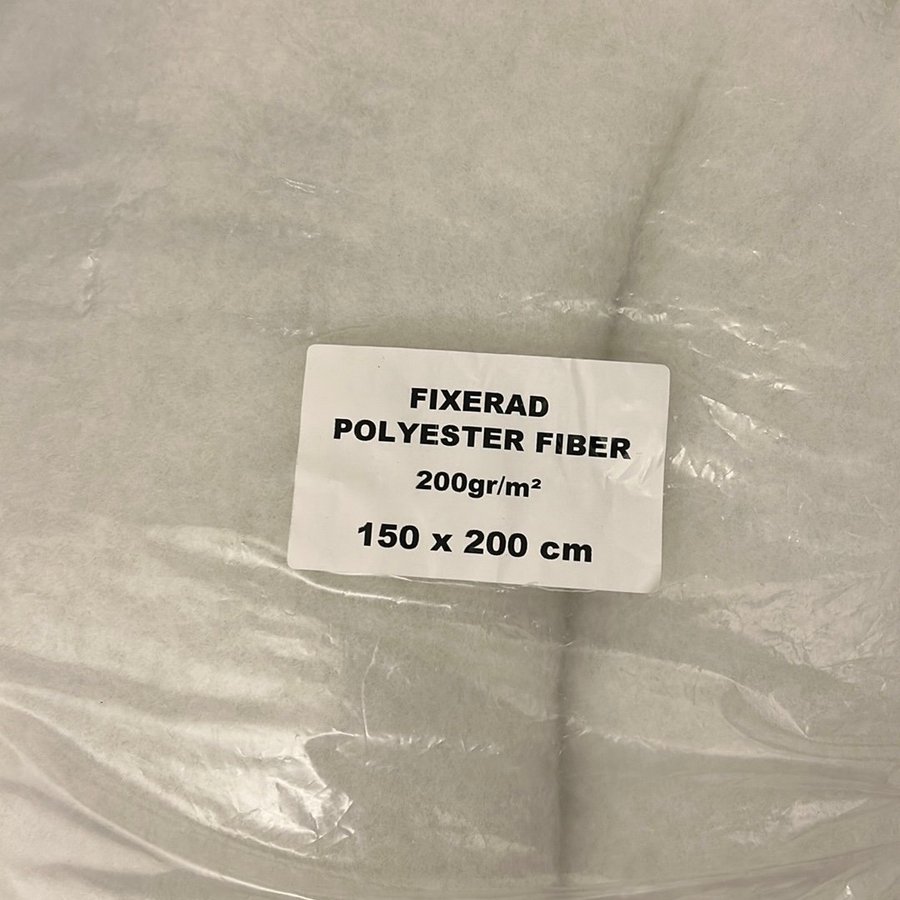 FIXERAD
POLYESTER FIBER
200gr/m²
150 x 200 cm